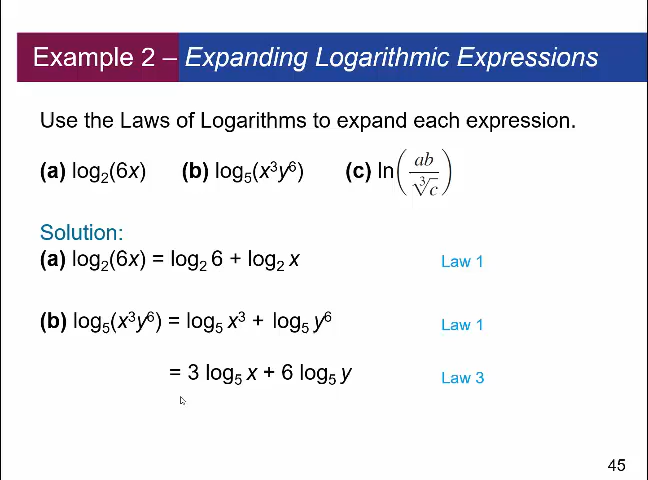 Example 2 – Expanding Logarithmic Expressions
Use the Laws of Logarithms to expand each expression.
(a) log₂(6x) (b) log₅(x³y⁶) (c) ln(ab/∛c)
Solution:
(a) log₂(6x) = log₂ 6 + log₂ x Law 1
(b) log₅(x³y⁶) = log₅ x³ + log₅ y⁶ Law 1
= 3 log₅ x + 6 log₅ y Law 3
45